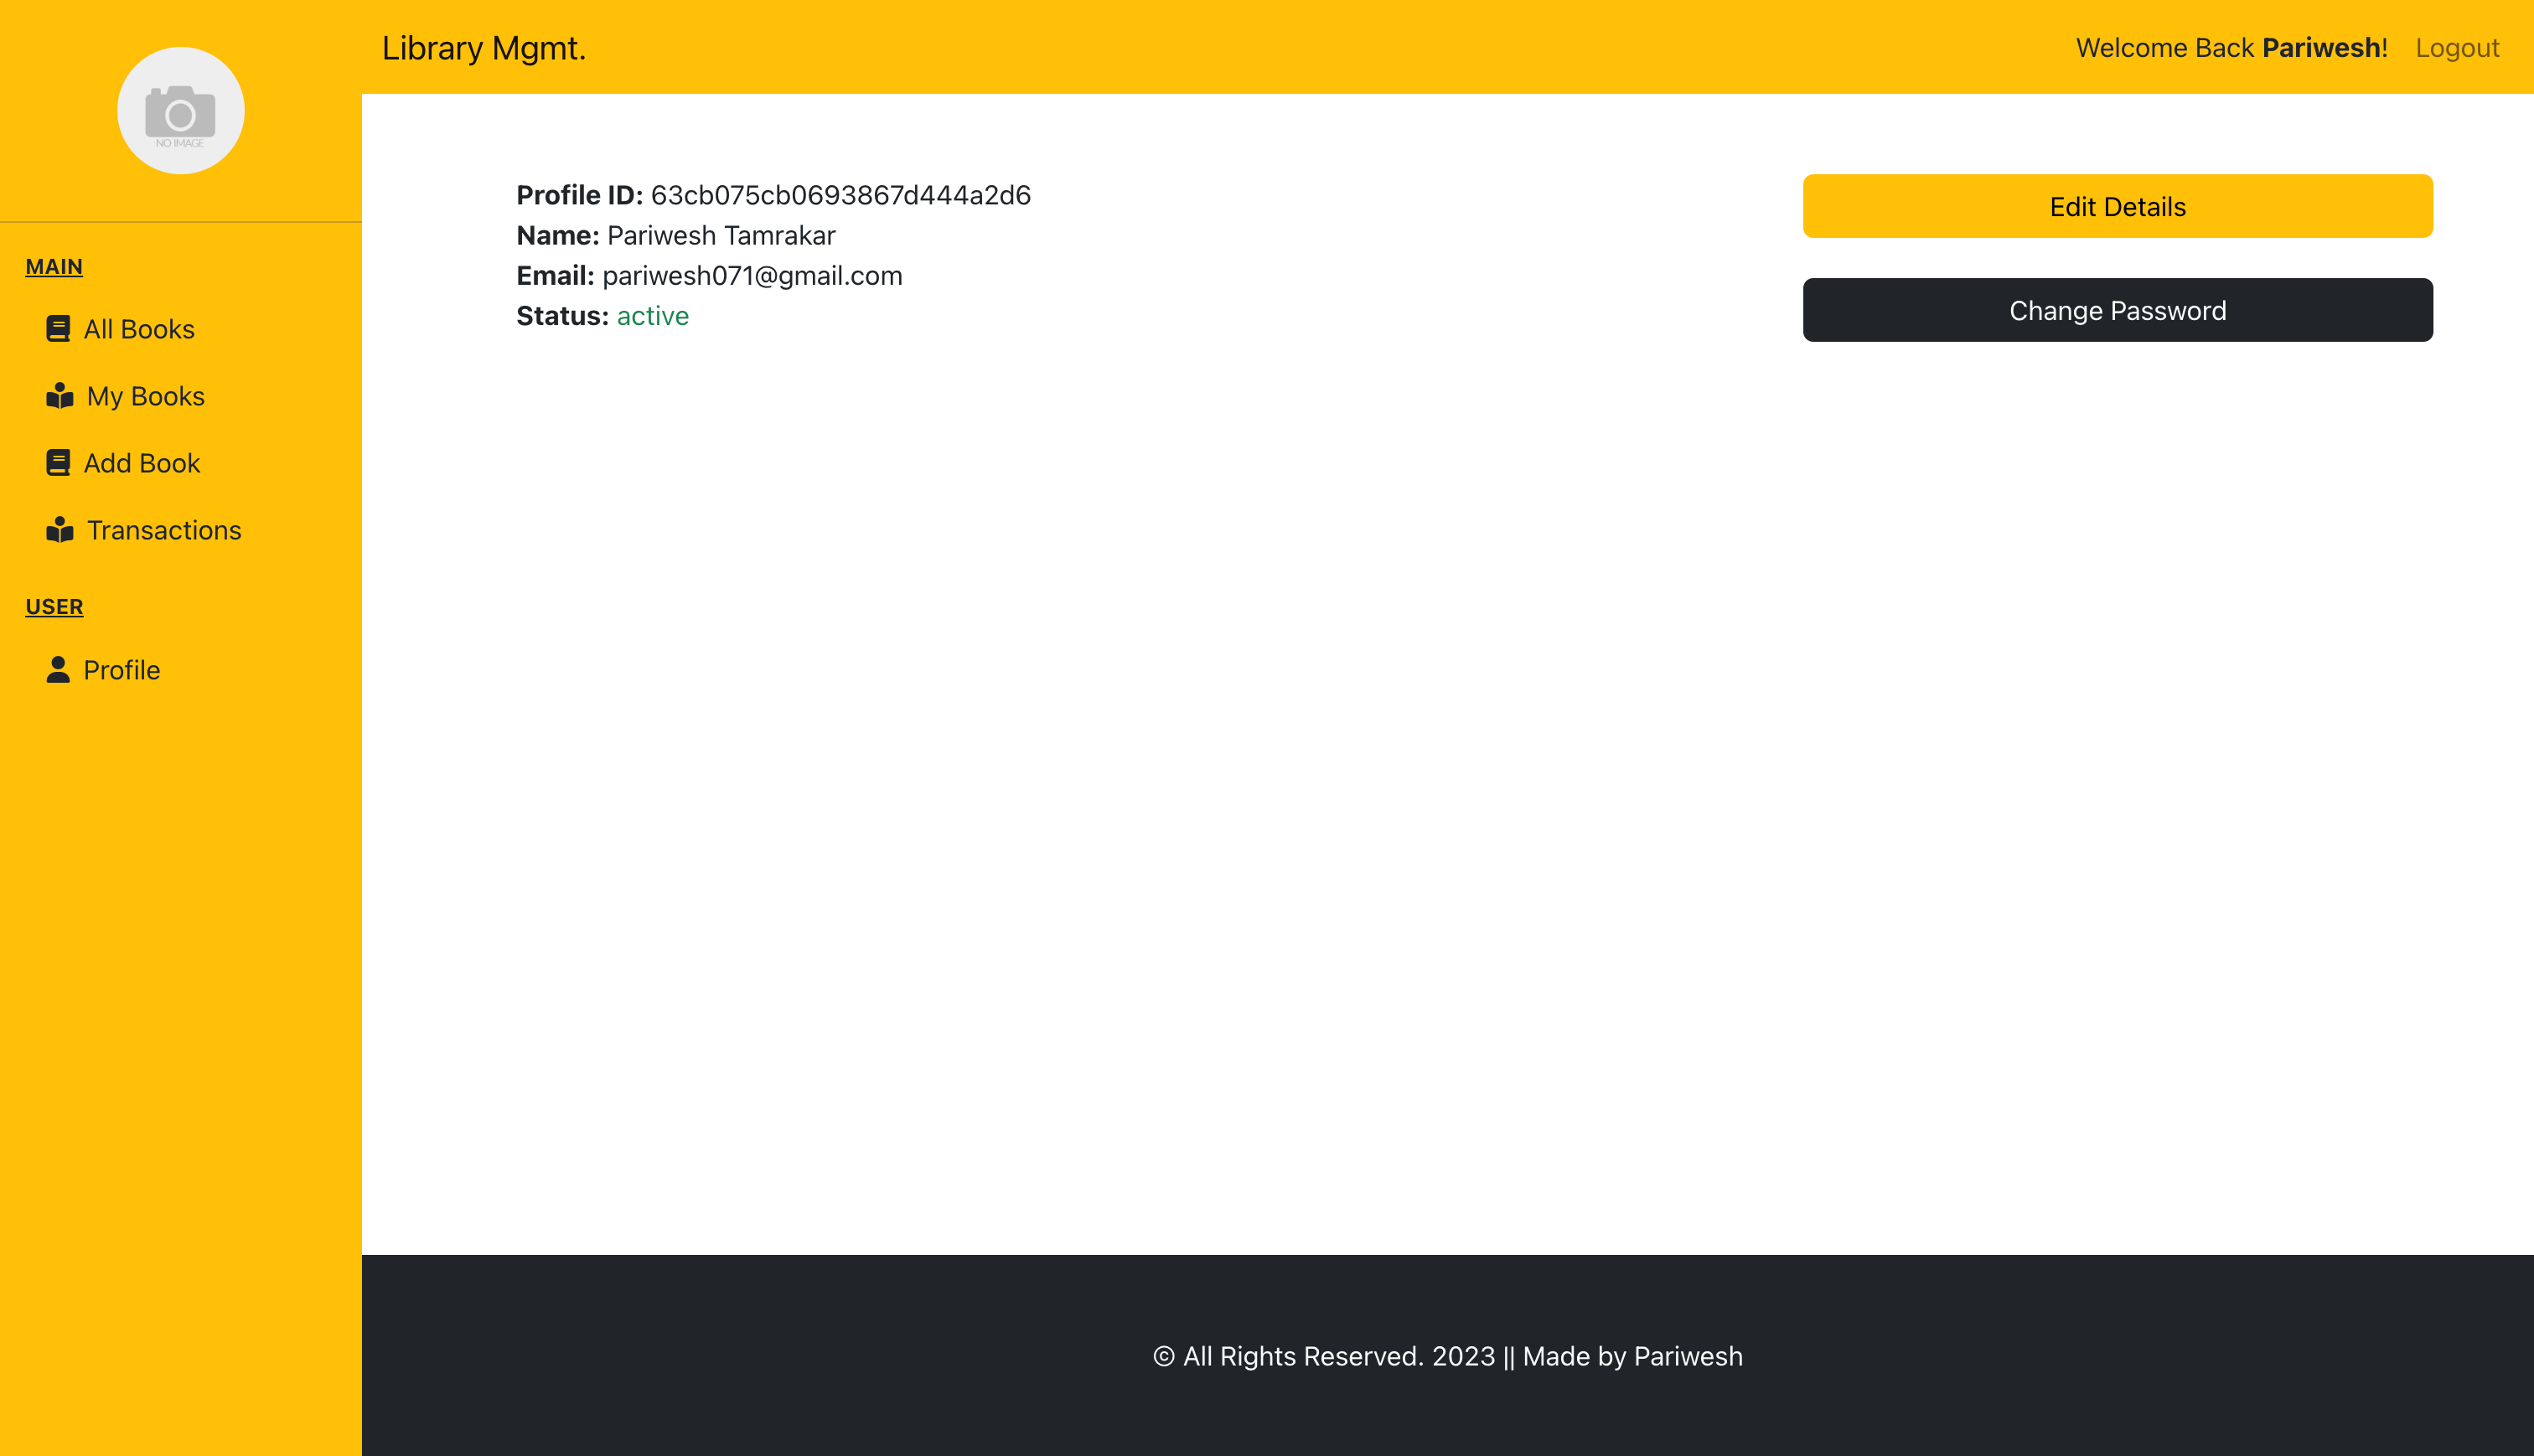 Library Mgmt.
Welcome Back Pariwesh! Logout
NO IMAGE
MAIN
All Books
My Books
Add Book
Transactions
USER
Profile
Profile ID: 63cb075cb0693867d444a2d6
Name: Pariwesh Tamrakar
Email: pariwesh071@gmail.com
Status: active
Edit Details
Change Password
© All Rights Reserved. 2023 || Made by Pariwesh